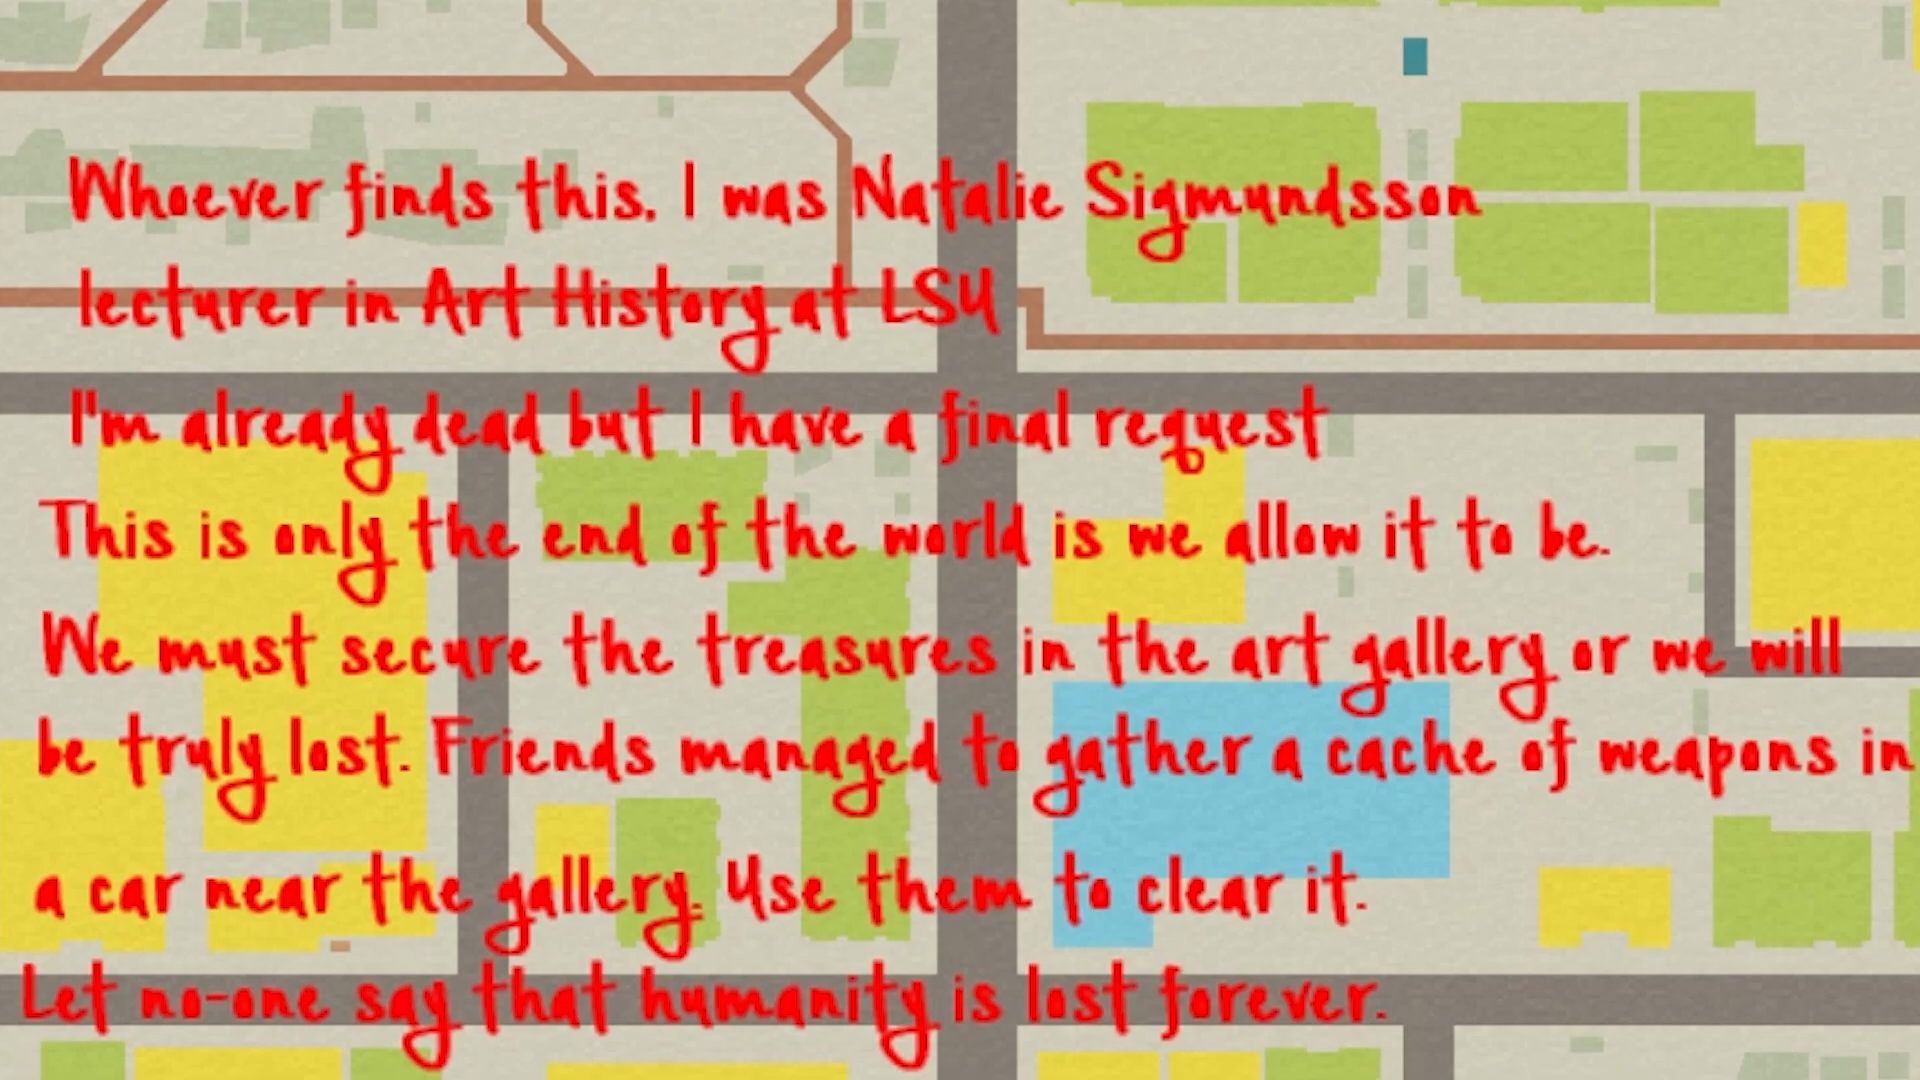 Whoever finds this, I was Natalie Sigmundsson
lecturer in Art History at LSU
I'm already dead but I have a final request
This is only the end of the world is we allow it to be.
We must secure the treasures in the art gallery or we will
be truly lost. Friends managed to gather a cache of weapons in
a car near the gallery. Use them to clear it.
Let no-one say that humanity is lost forever.